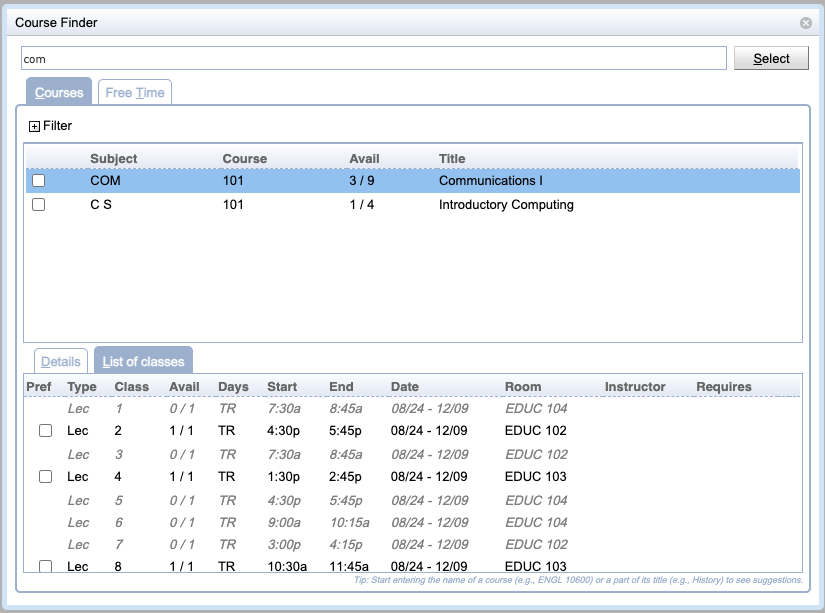 Course Finder
com Select
Courses Free Time
Filter
Subject Course Avail Title
COM 101 3 / 9 Communications I
C S 101 1 / 4 Introductory Computing
Details List of classes
Pref Type Class Avail Days Start End Date Room Instructor Requires
Lec 1 0 / 1 TR 7:30a 8:45a 08/24 - 12/09 EDUC 104
Lec 2 1 / 1 TR 4:30p 5:45p 08/24 - 12/09 EDUC 102
Lec 3 0 / 1 TR 7:30a 8:45a 08/24 - 12/09 EDUC 102
Lec 4 1 / 1 TR 1:30p 2:45p 08/24 - 12/09 EDUC 103
Lec 5 0 / 1 TR 4:30p 5:45p 08/24 - 12/09 EDUC 104
Lec 6 0 / 1 TR 9:00a 10:15a 08/24 - 12/09 EDUC 104
Lec 7 0 / 1 TR 3:00p 4:15p 08/24 - 12/09 EDUC 102
Lec 8 1 / 1 TR 10:30a 11:45a 08/24 - 12/09 EDUC 103
Tip: Start entering the name of a course (e.g., ENGL 10600) or a part of its title (e.g., History) to see suggestions.